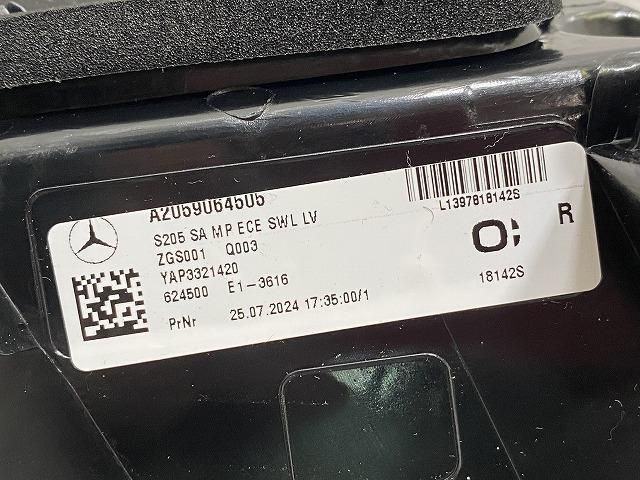 A2059064505
S205 SA MP ECE SWL LV
ZGS001 Q003
YAP3321420
624500 E1-3616
PrNr 25.07.2024 17:35:00/1
L1397818142S
R
18142S